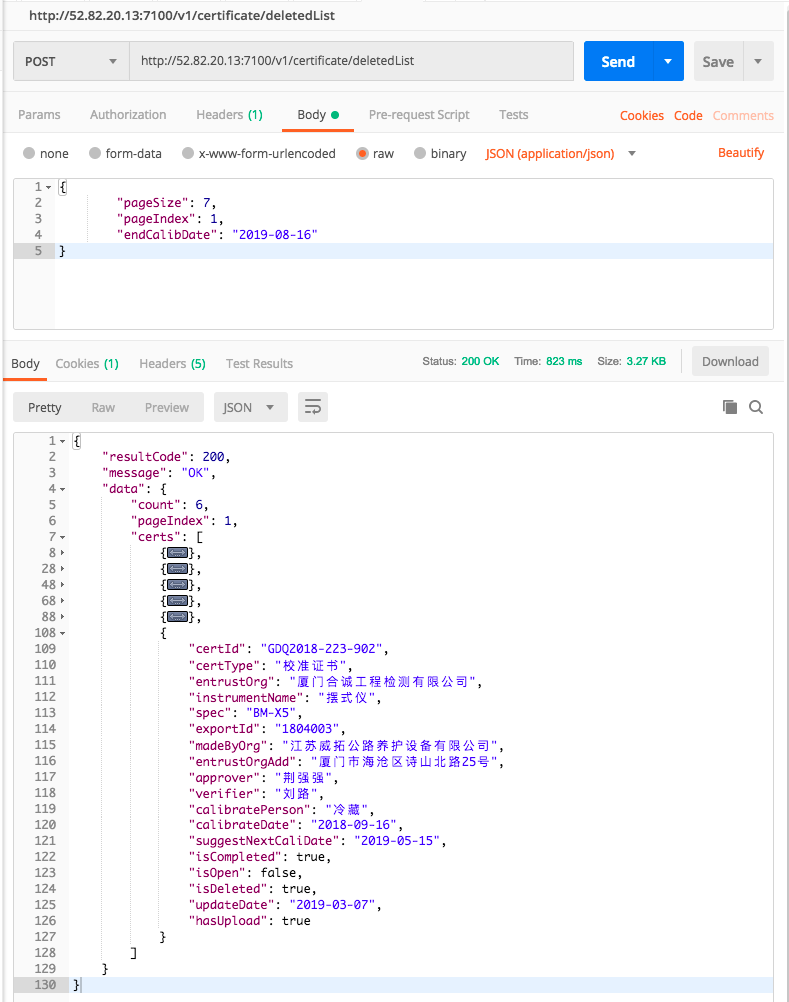 http://52.82.20.13:7100/v1/certificate/deletedList
POST http://52.82.20.13:7100/v1/certificate/deletedList Send Save
Params Authorization Headers (1) Body Pre-request Script Tests Cookies Code Comments
none form-data x-www-form-urlencoded raw binary JSON (application/json) Beautify
1 {
2 "pageSize": 7,
3 "pageIndex": 1,
4 "endCalibDate": "2019-08-16"
5 }
Body Cookies (1) Headers (5) Test Results Status: 200 OK Time: 823 ms Size: 3.27 KB Download
Pretty Raw Preview JSON
1 {
2 "resultCode": 200,
3 "message": "OK",
4 "data": {
5 "count": 6,
6 "pageIndex": 1,
7 "certs": [
8 {↔},
28 {↔},
48 {↔},
68 {↔},
88 {↔},
108 {
109 "certId": "GDQ2018-223-902",
110 "certType": "校准证书",
111 "entrustOrg": "厦门合诚工程检测有限公司",
112 "instrumentName": "摆式仪",
113 "spec": "BM-X5",
114 "exportId": "1804003",
115 "madeByOrg": "江苏威拓公路养护设备有限公司",
116 "entrustOrgAdd": "厦门市海沧区诗山北路25号",
117 "approver": "荆强强",
118 "verifier": "刘路",
119 "calibratePerson": "冷藏",
120 "calibrateDate": "2018-09-16",
121 "suggestNextCaliDate": "2019-05-15",
122 "isCompleted": true,
123 "isOpen": false,
124 "isDeleted": true,
125 "updateDate": "2019-03-07",
126 "hasUpload": true
127 }
128 ]
129 }
130 }